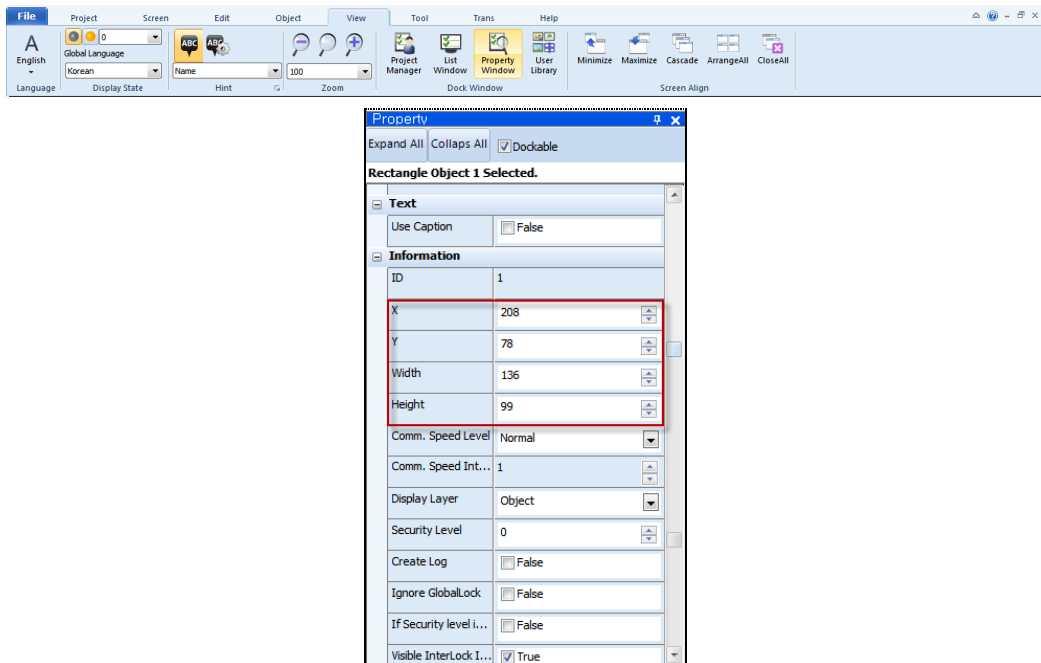 File Project Screen Edit Object View Tool Trans Help
A ABC ABC
0
English Global Language
Korean Name 100
Project Manager List Window Property Window User Library Minimize Maximize Cascade ArrangeAll CloseAll
Language Display State Hint Zoom Dock Window Screen Align
Property
Expand All Collaps All Dockable
Rectangle Object 1 Selected.
Text
Use Caption False
Information
ID 1
X 208
Y 78
Width 136
Height 99
Comm. Speed Level Normal
Comm. Speed Int... 1
Display Layer Object
Security Level 0
Create Log False
Ignore GlobalLock False
If Security level i... False
Visible InterLock I... True